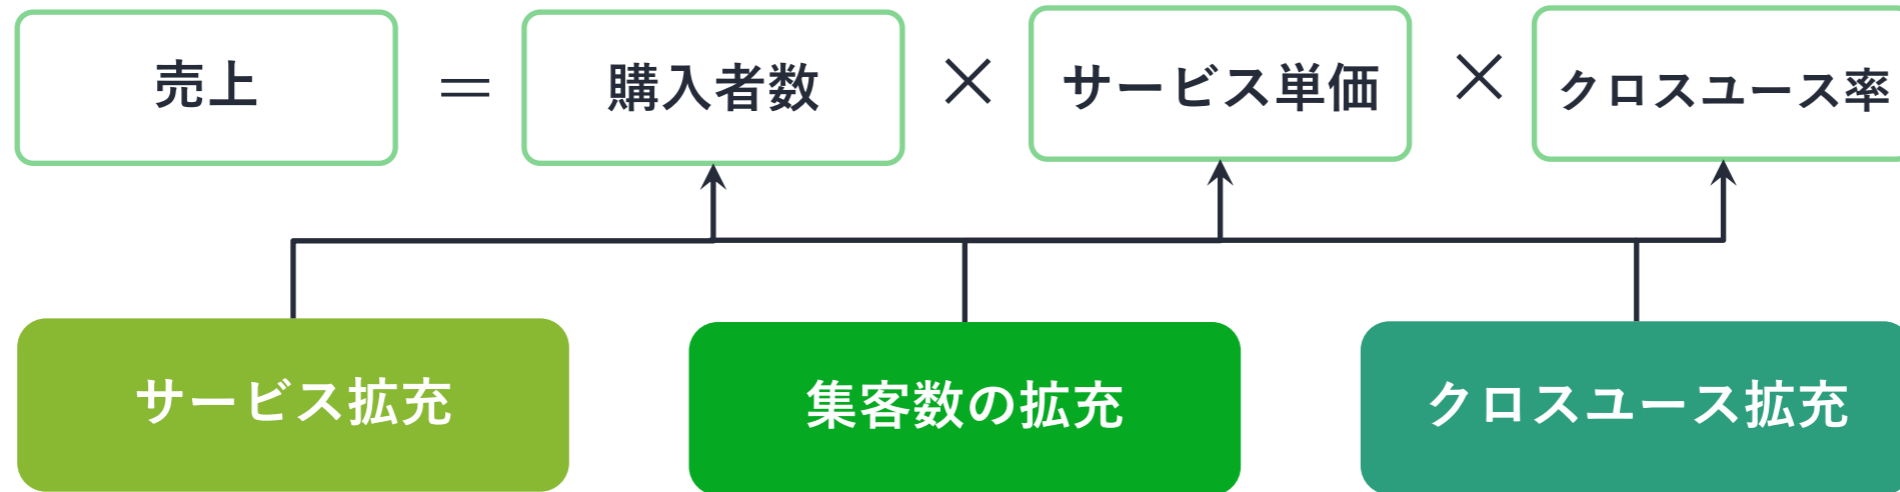 売上 ＝ 購入者数 × サービス単価 × クロスユース率
サービス拡充 集客数の拡充 クロスユース拡充